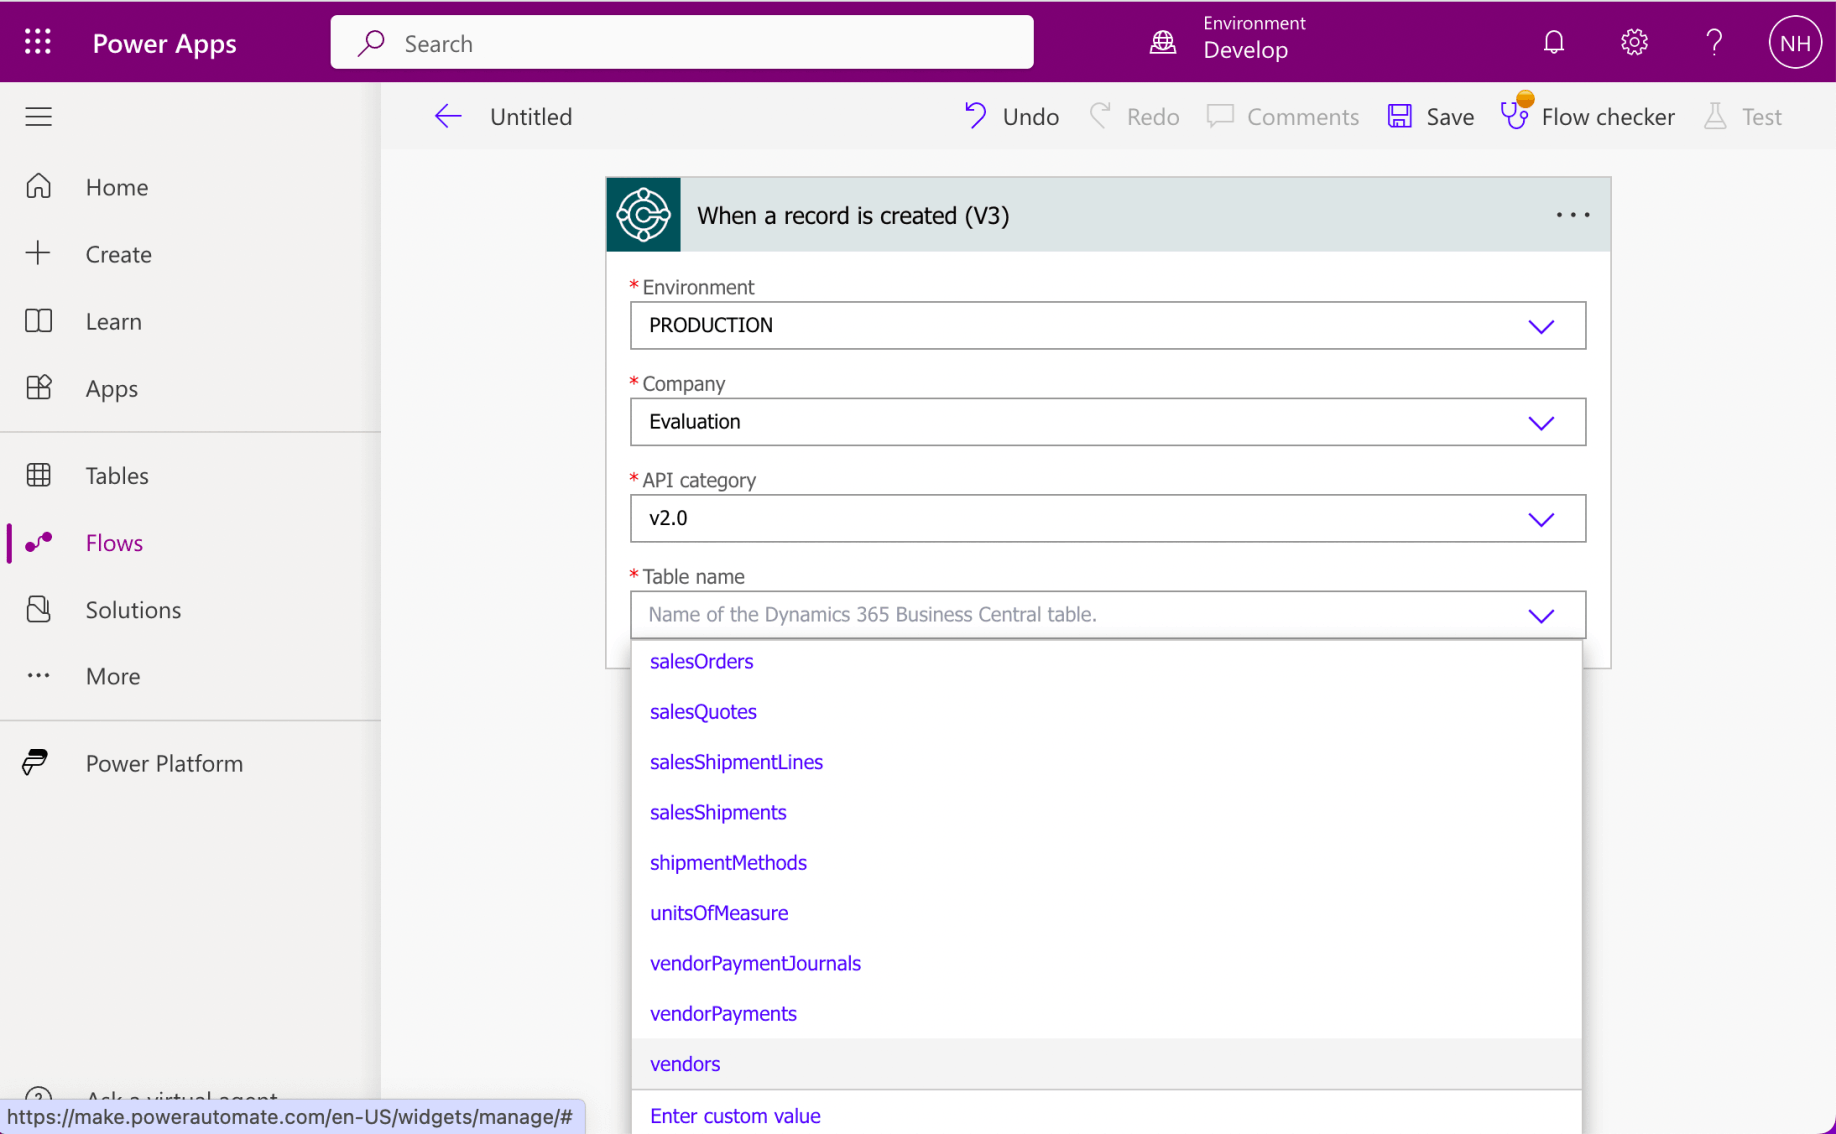 Power Apps
Search
Environment
Develop
?
NH
Untitled
Undo
Redo
Comments
Save
Flow checker
Test
Home
Create
Learn
Apps
Tables
Flows
Solutions
More
Power Platform
Ask a virtual agent
https://make.powerautomate.com/en-US/widgets/manage/#
When a record is created (V3)
* Environment
PRODUCTION
* Company
Evaluation
* API category
v2.0
* Table name
Name of the Dynamics 365 Business Central table.
salesOrders
salesQuotes
salesShipmentLines
salesShipments
shipmentMethods
unitsOfMeasure
vendorPaymentJournals
vendorPayments
vendors
Enter custom value